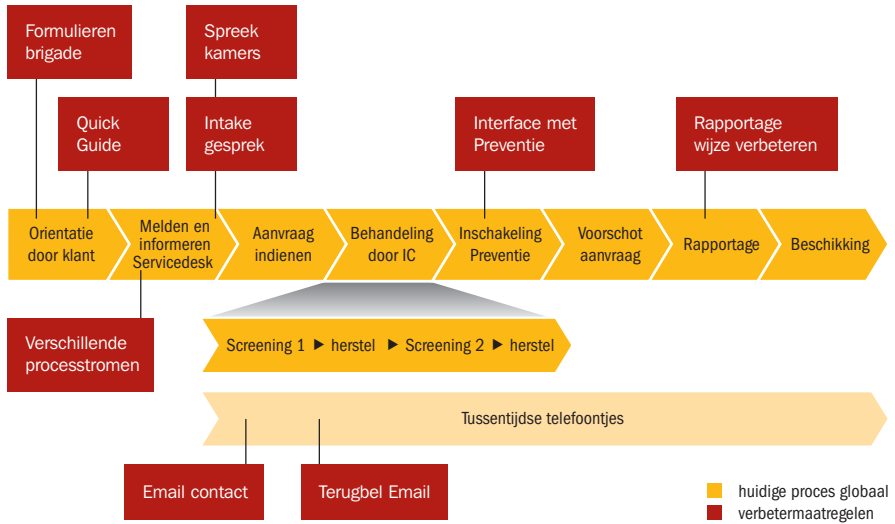 Formulieren
brigade
Spreek
kamers
Quick
Guide
Intake
gesprek
Interface met
Preventie
Rapportage
wijze verbeteren
Orientatie
door klant
Melden en
informeren
Servicedesk
Aanvraag
indienen
Behandeling
door IC
Inschakeling
Preventie
Voorschot
aanvraag
Rapportage
Beschikking
Verschillende
processtromen
Screening 1 ▶ herstel ▶ Screening 2 ▶ herstel
Tussentijdse telefoontjes
Email contact
Terugbel Email
huidige proces globaal
verbetermaatregelen